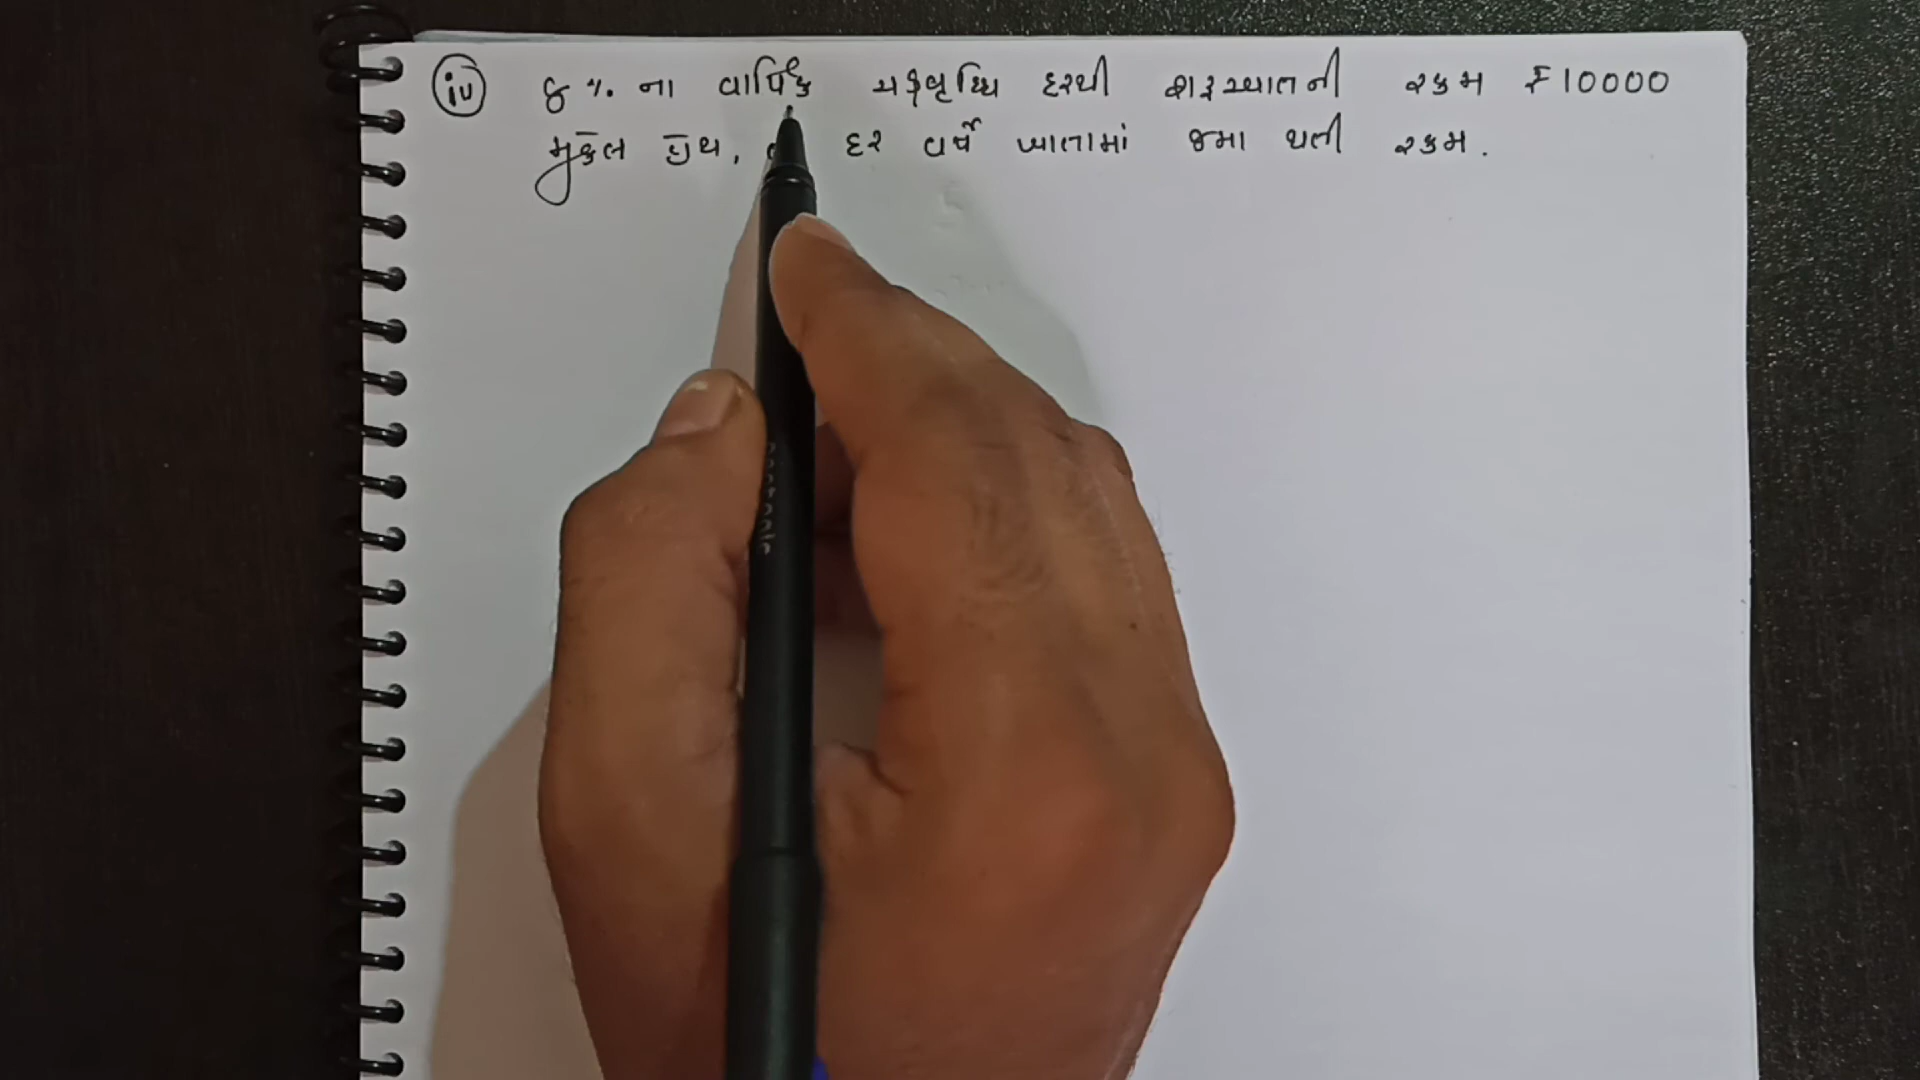 iv 8 %. ના વાર્ષિક ચક્રવૃધ્ધિ દરથી શરૂઆતની રકમ ₹10000
મૂકેલ હોય, દર વર્ષે ખાતામાં જમા થતી રકમ.